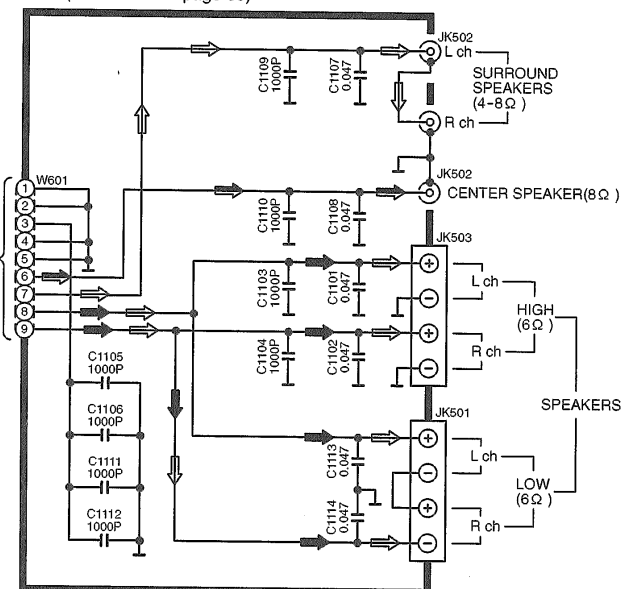 JK502
L ch
C1109
1000P
C1107
0.047
SURROUND
SPEAKERS
(4-8Ω)
R ch
W601
JK502
CENTER SPEAKER(8Ω)
C1110
1000P
C1108
0.047
1
2
3
4
5
6
7
8
9
JK503
C1103
1000P
C1101
0.047
+
L ch
−
HIGH
(6Ω)
C1104
1000P
C1102
0.047
+
R ch
−
SPEAKERS
C1105
1000P
C1106
1000P
C1111
1000P
C1112
1000P
JK501
C1113
0.047
+
L ch
−
LOW
(6Ω)
C1114
0.047
+
R ch
−